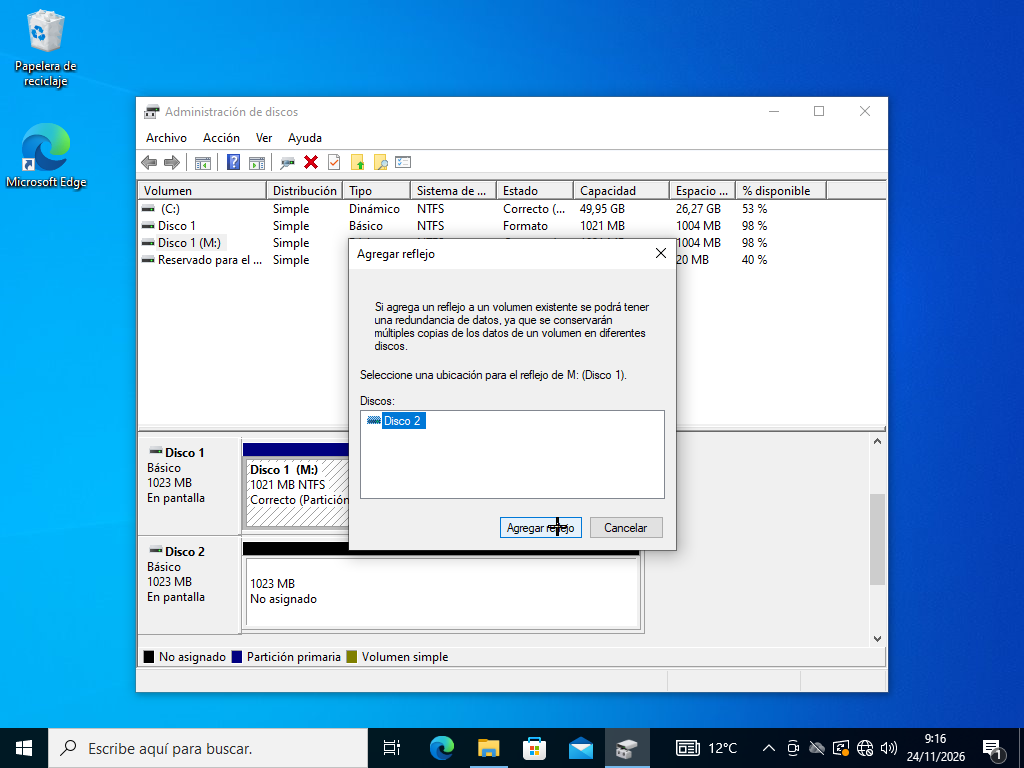 Papelera de
reciclaje
Microsoft Edge
Administración de discos
Archivo Acción Ver Ayuda
Volumen Distribución Tipo Sistema de ... Estado Capacidad Espacio ... % disponible
(C:) Simple Dinámico NTFS Correcto (... 49,95 GB 26,27 GB 53 %
Disco 1 Simple Básico NTFS Formato 1021 MB 1004 MB 98 %
Disco 1 (M:) Simple 1004 MB 98 %
Reservado para el ... Simple 20 MB 40 %
Agregar reflejo
Si agrega un reflejo a un volumen existente se podrá tener
una redundancia de datos, ya que se conservarán
múltiples copias de los datos de un volumen en diferentes
discos.
Seleccione una ubicación para el reflejo de M: (Disco 1).
Discos:
Disco 2
Agregar reflejo Cancelar
Disco 1
Básico
1023 MB
En pantalla
Disco 1 (M:)
1021 MB NTFS
Correcto (Partición
Disco 2
Básico
1023 MB
En pantalla
1023 MB
No asignado
No asignado Partición primaria Volumen simple
Escribe aquí para buscar.
12°C
9:16
24/11/2026
1